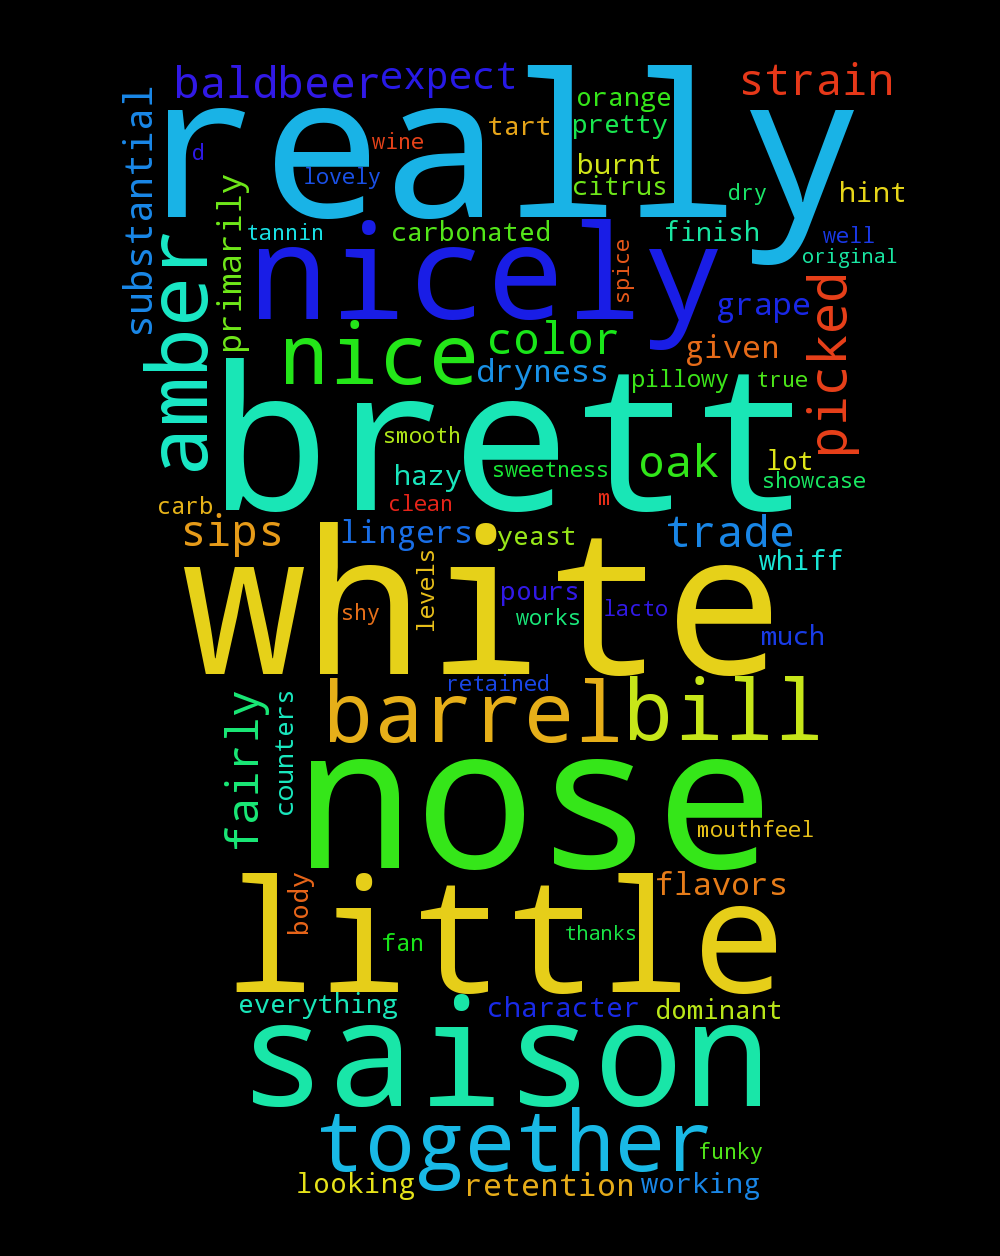 baldbeer expect strain
really
orange
tart pretty
wine
d
lovely
burnt
citrus dry hint
substantial
primarily
tannin carbonated finish well
original
nicely
spice
grape
amber
nice color given picked
dryness pillowy true
brett
smooth
hazy sweetness oak lot
showcase
carb clean m
sips lingers yeast trade
whiff
white
levels
pours
shy works lacto
much
retained
barrel bill
fairly
counters
nose
mouthfeel
body
flavors
little
fan thanks
everything character dominant
saison
together
funky
looking retention working